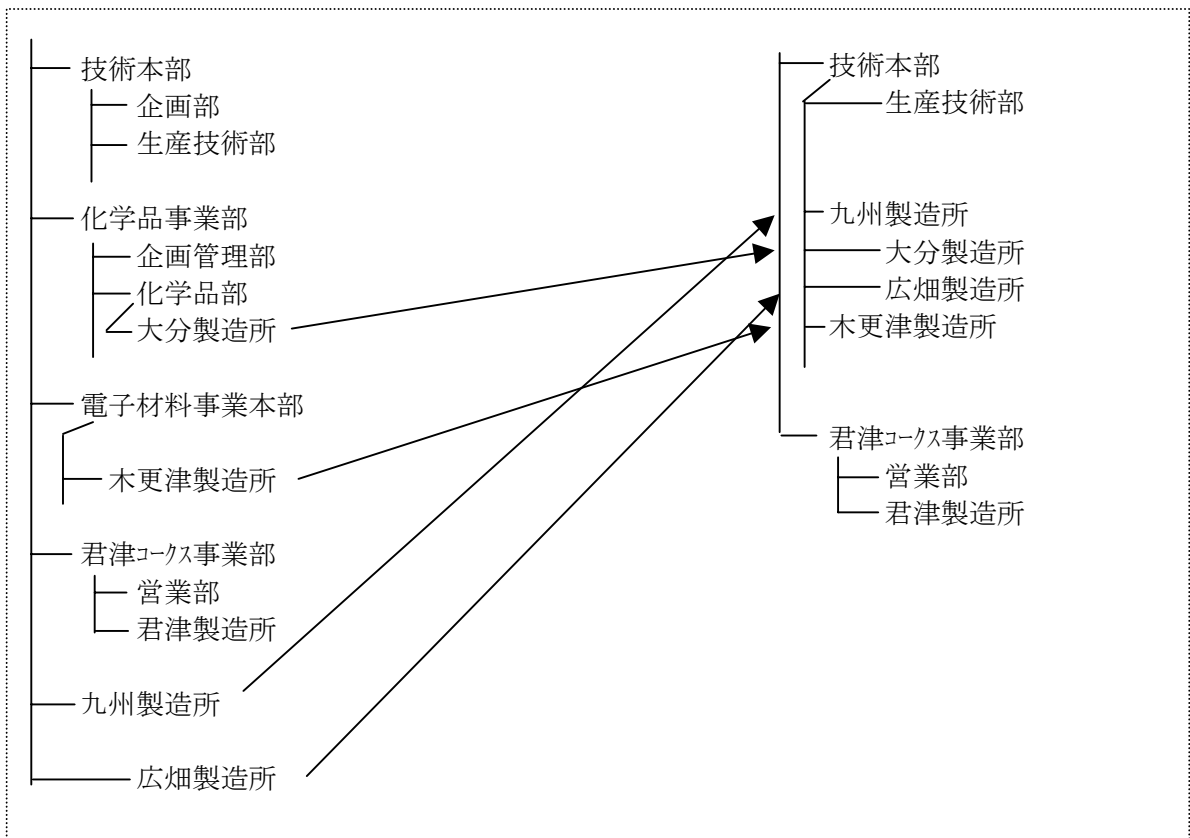 技術本部
企画部
生産技術部
化学品事業部
企画管理部
化学品部
大分製造所
電子材料事業本部
木更津製造所
君津ｺｰｸｽ事業部
営業部
君津製造所
九州製造所
広畑製造所
技術本部
生産技術部
九州製造所
大分製造所
広畑製造所
木更津製造所
君津ｺｰｸｽ事業部
営業部
君津製造所